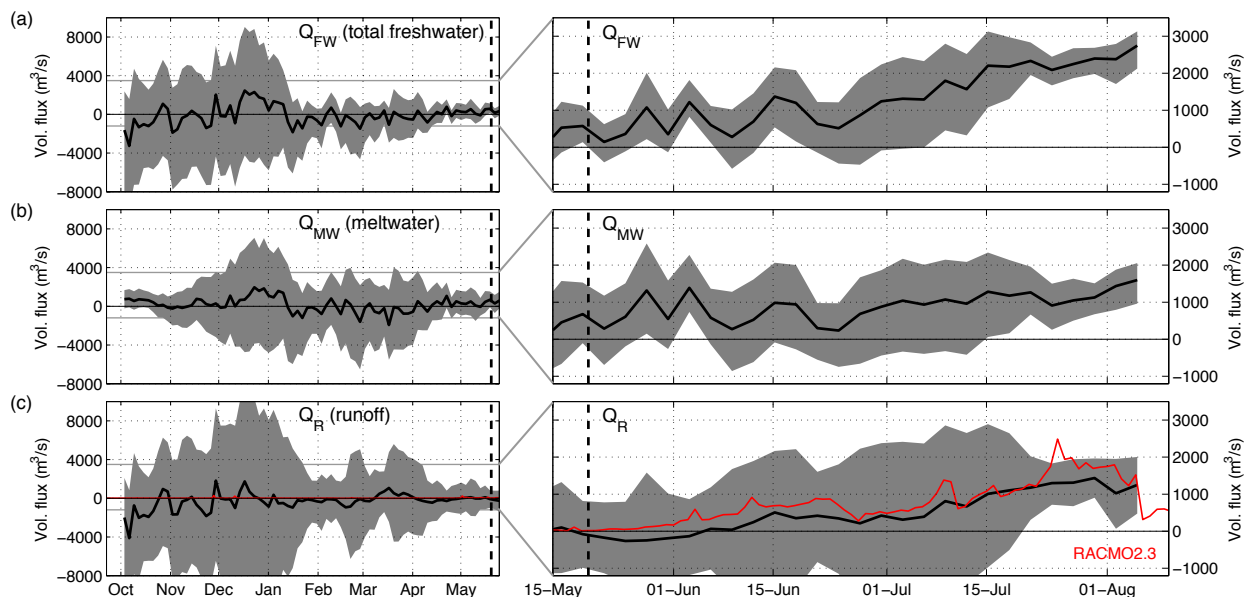 (a)
Q_FW (total freshwater)
Q_FW
Vol. flux (m³/s)
8000
4000
0
−4000
−8000
3000
2000
1000
0
−1000
Vol. flux (m³/s)
(b)
Q_MW (meltwater)
Q_MW
Vol. flux (m³/s)
8000
4000
0
−4000
−8000
3000
2000
1000
0
−1000
Vol. flux (m³/s)
(c)
Q_R (runoff)
Q_R
Vol. flux (m³/s)
8000
4000
0
−4000
−8000
3000
2000
1000
0
−1000
Vol. flux (m³/s)
RACMO2.3
Oct Nov Dec Jan Feb Mar Apr May
15−May 01−Jun 15−Jun 01−Jul 15−Jul 01−Aug